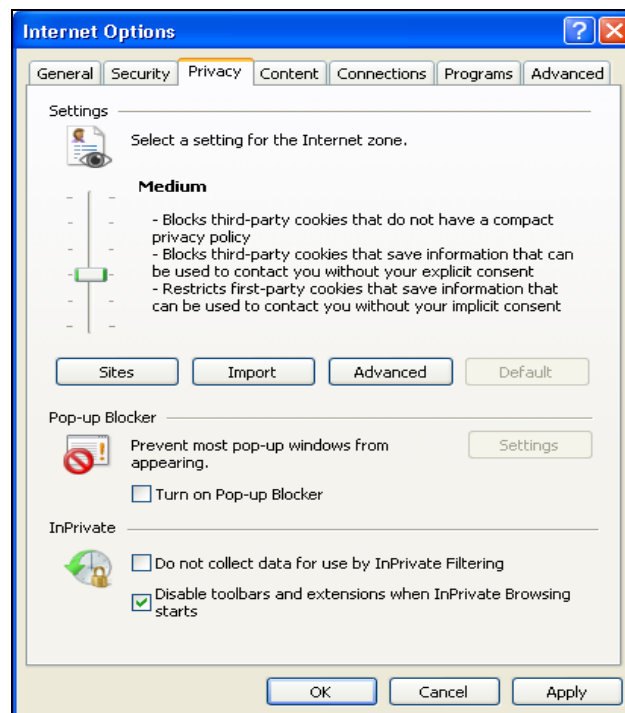 Internet Options
General Security Privacy Content Connections Programs Advanced
Settings
Select a setting for the Internet zone.
Medium
- Blocks third-party cookies that do not have a compact
privacy policy
- Blocks third-party cookies that save information that can
be used to contact you without your explicit consent
- Restricts first-party cookies that save information that
can be used to contact you without your implicit consent
Sites Import Advanced Default
Pop-up Blocker
Prevent most pop-up windows from
appearing.
Settings
Turn on Pop-up Blocker
InPrivate
Do not collect data for use by InPrivate Filtering
Disable toolbars and extensions when InPrivate Browsing
starts
OK Cancel Apply